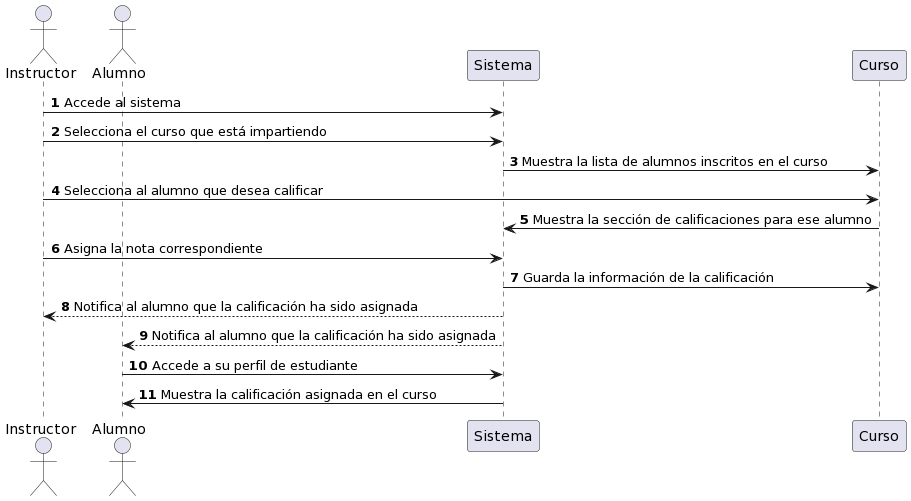 Instructor Alumno Sistema Curso
1 Accede al sistema
2 Selecciona el curso que está impartiendo
3 Muestra la lista de alumnos inscritos en el curso
4 Selecciona al alumno que desea calificar
5 Muestra la sección de calificaciones para ese alumno
6 Asigna la nota correspondiente
7 Guarda la información de la calificación
8 Notifica al alumno que la calificación ha sido asignada
9 Notifica al alumno que la calificación ha sido asignada
10 Accede a su perfil de estudiante
11 Muestra la calificación asignada en el curso
Instructor Alumno Sistema Curso